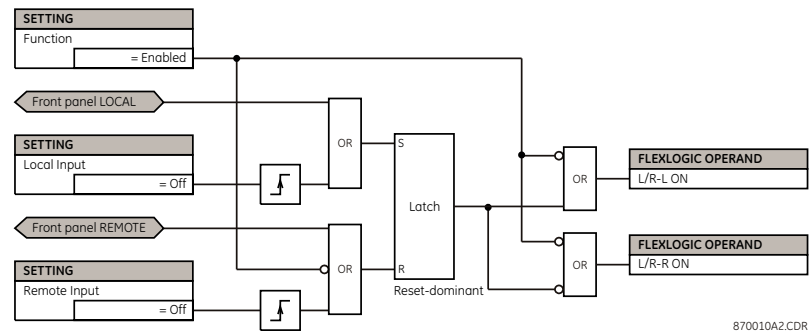 SETTING
Function
= Enabled
Front panel LOCAL
SETTING
Local Input
= Off
Front panel REMOTE
SETTING
Remote Input
= Off
OR
OR
S
Latch
R
Reset-dominant
OR
OR
FLEXLOGIC OPERAND
L/R-L ON
FLEXLOGIC OPERAND
L/R-R ON
870010A2.CDR